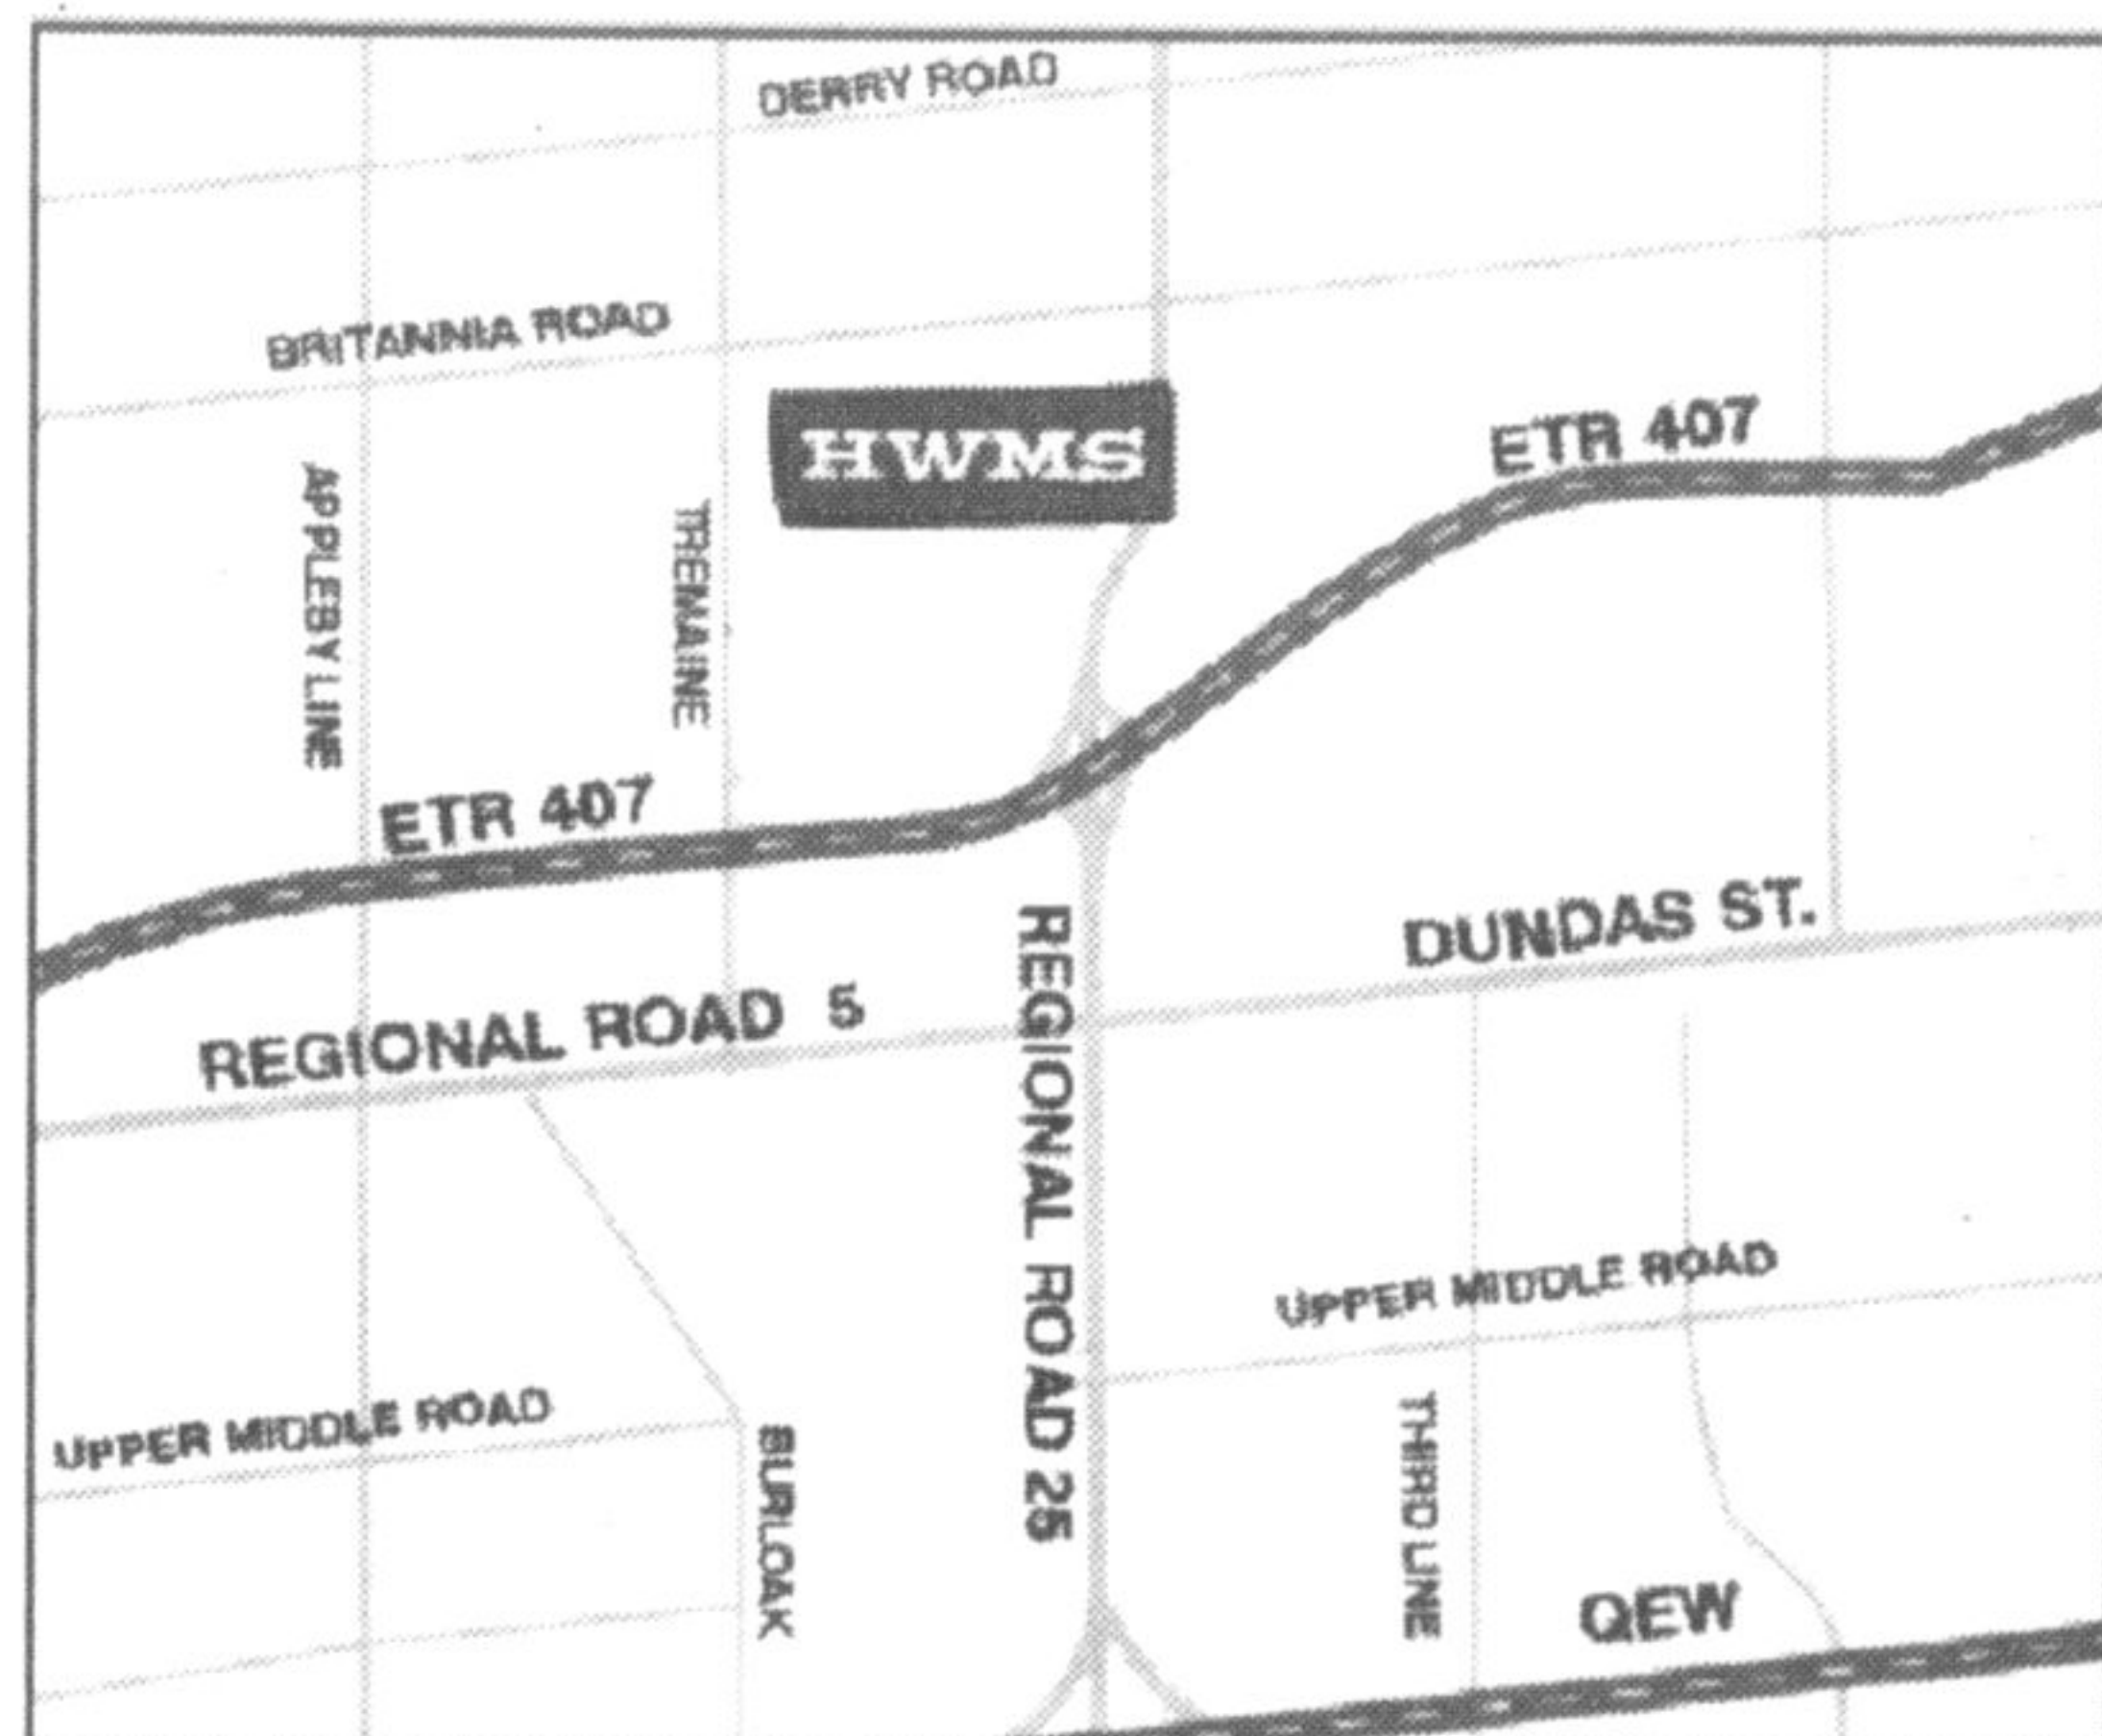 DERRY ROAD
BRITANNIA ROAD
HWMS
ETR 407
APPLEBY LINE
TREMAINE
ETR 407
DUNDAS ST.
REGIONAL ROAD 5
REGIONAL ROAD 25
UPPER MIDDLE ROAD
UPPER MIDDLE ROAD
BURLOAK
THIRD LINE
QEW